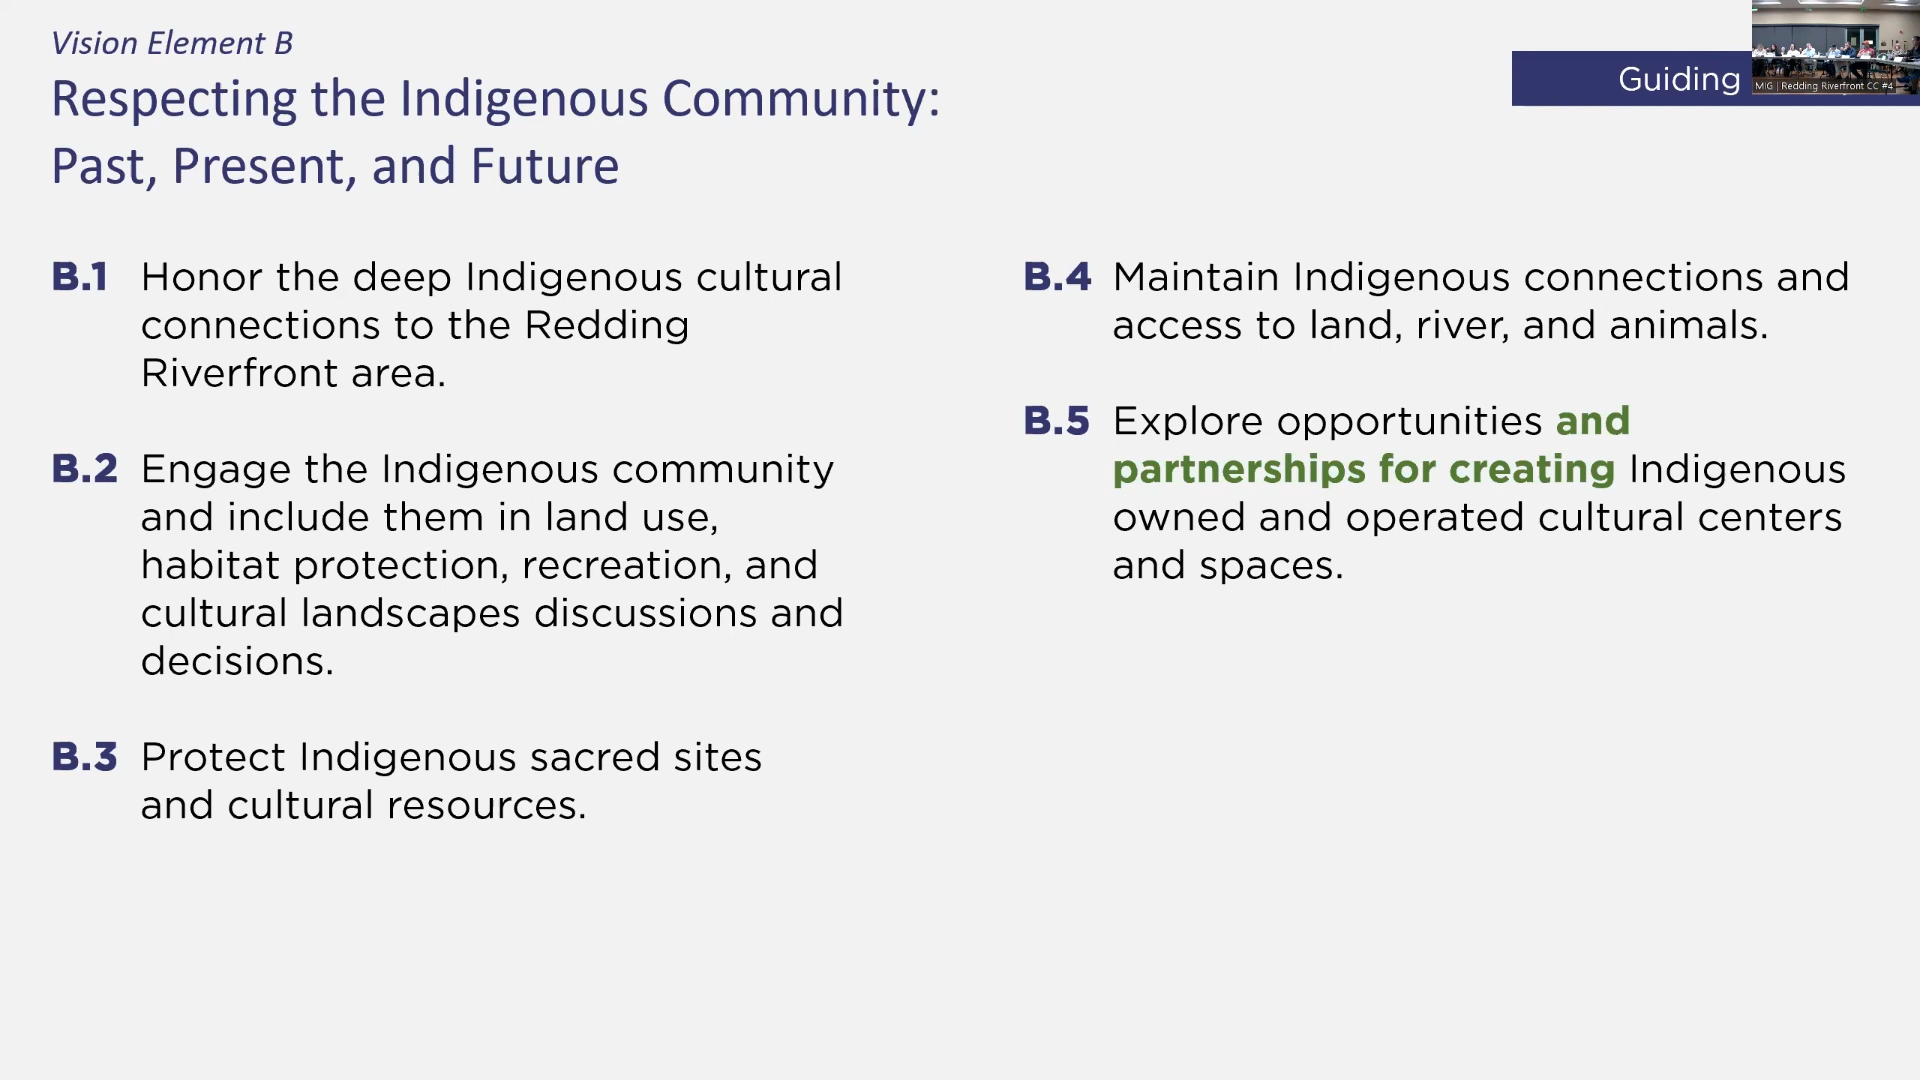 Vision Element B
Respecting the Indigenous Community:
Past, Present, and Future
Guiding
MIG | Redding Riverfront CC #4
B.1 Honor the deep Indigenous cultural
connections to the Redding
Riverfront area.
B.2 Engage the Indigenous community
and include them in land use,
habitat protection, recreation, and
cultural landscapes discussions and
decisions.
B.3 Protect Indigenous sacred sites
and cultural resources.
B.4 Maintain Indigenous connections and
access to land, river, and animals.
B.5 Explore opportunities and
partnerships for creating Indigenous
owned and operated cultural centers
and spaces.